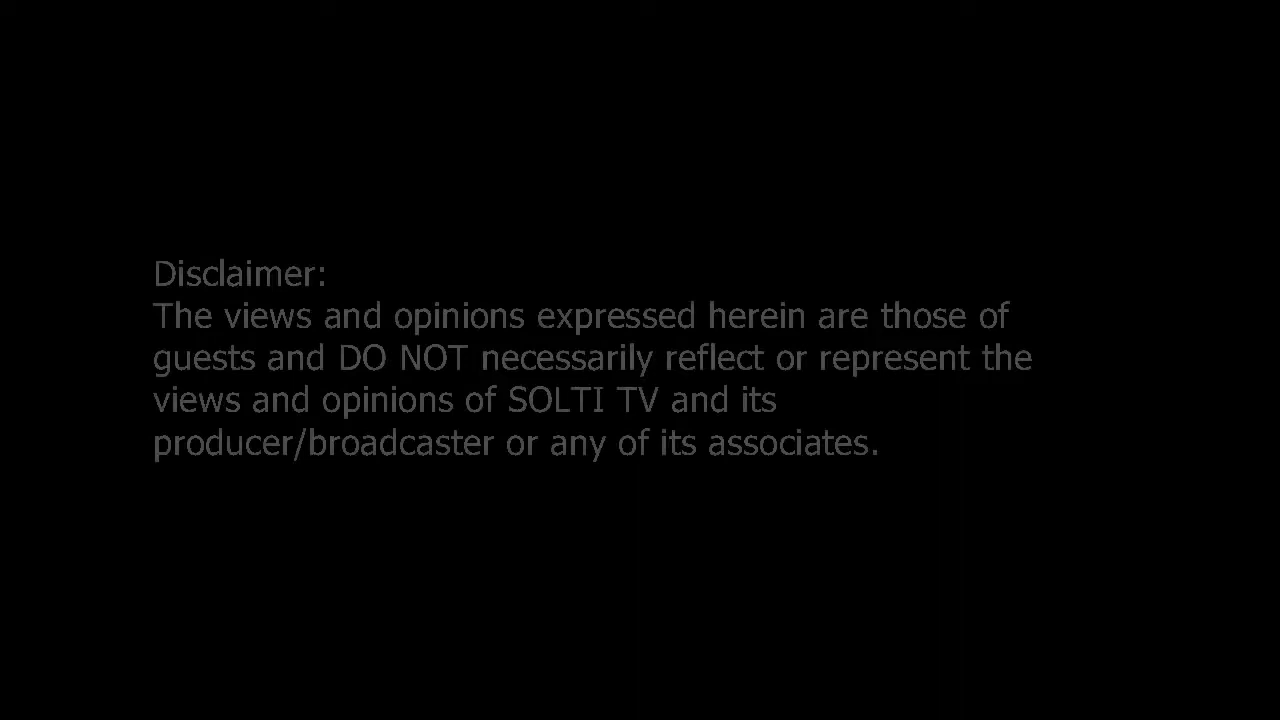 Disclaimer:
The views and opinions expressed herein are those of
guests and DO NOT necessarily reflect or represent the
views and opinions of SOLTI TV and its
producer/broadcaster or any of its associates.